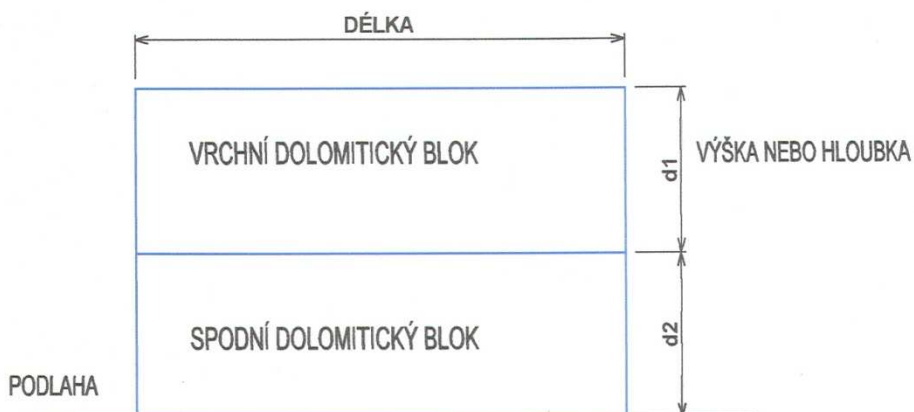 DÉLKA
VRCHNÍ DOLOMITICKÝ BLOK
d1
VÝŠKA NEBO HLOUBKA
SPODNÍ DOLOMITICKÝ BLOK
d2
PODLAHA